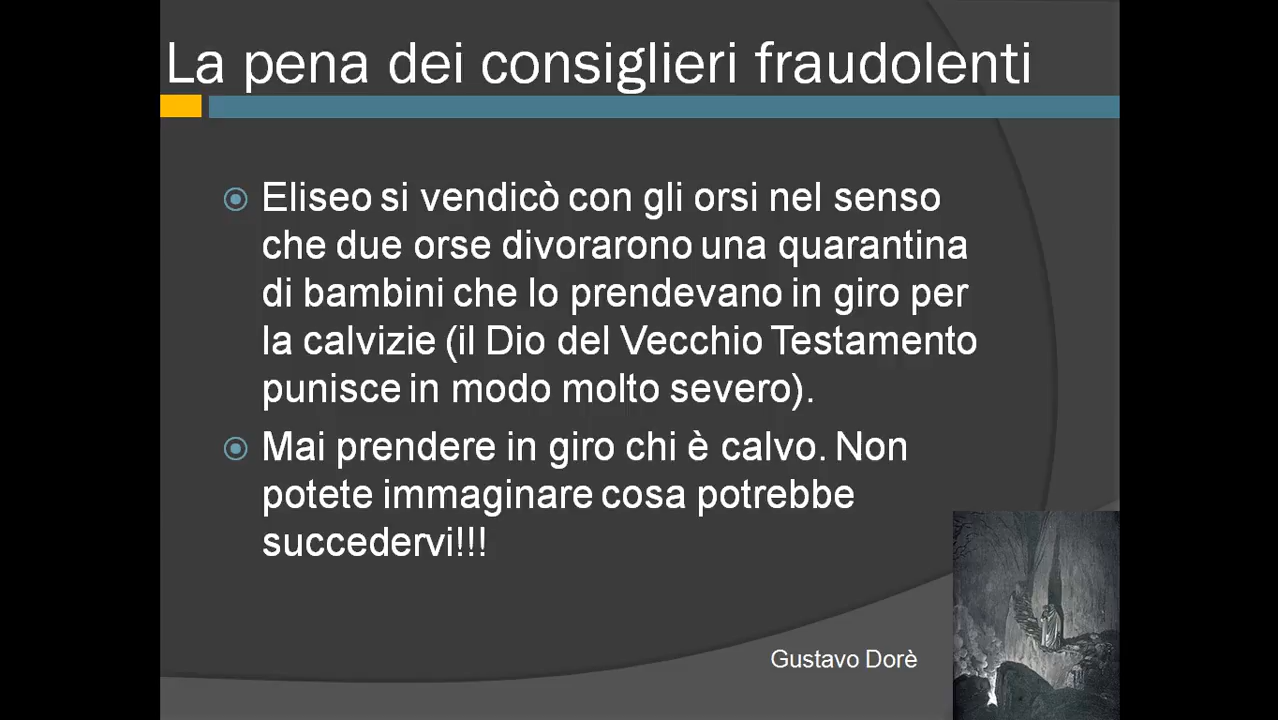 La pena dei consiglieri fraudolenti
Eliseo si vendicò con gli orsi nel senso
che due orse divorarono una quarantina
di bambini che lo prendevano in giro per
la calvizie (il Dio del Vecchio Testamento
punisce in modo molto severo).
Mai prendere in giro chi è calvo. Non
potete immaginare cosa potrebbe
succedervi!!!
Gustavo Dorè